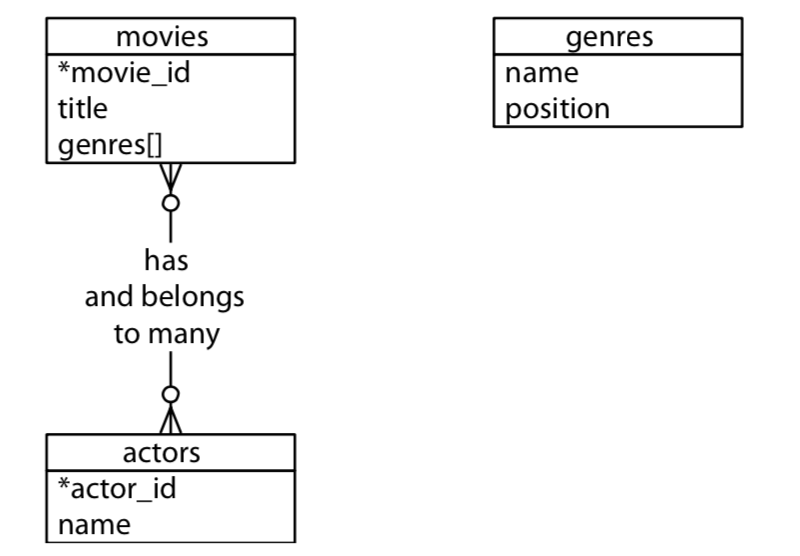 movies
*movie_id
title
genres[]
genres
name
position
has
and belongs
to many
actors
*actor_id
name